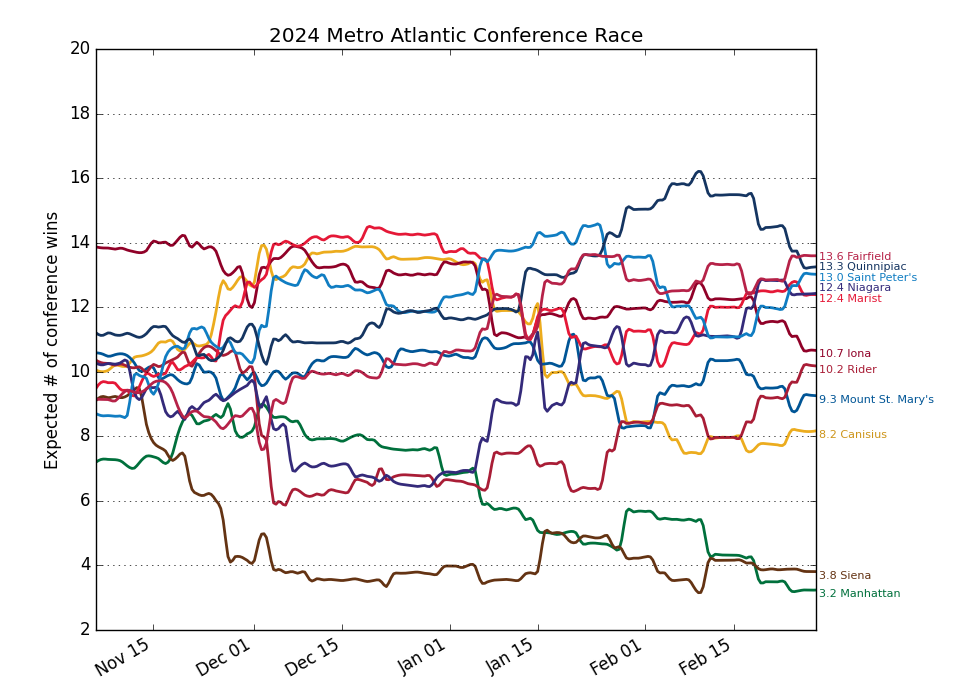 2024 Metro Atlantic Conference Race
Expected # of conference wins
20
18
16
14
12
10
8
6
4
2
Nov 15
Dec 01
Dec 15
Jan 01
Jan 15
Feb 01
Feb 15
13.6 Fairfield
13.3 Quinnipiac
13.0 Saint Peter's
12.4 Niagara
12.4 Marist
10.7 Iona
10.2 Rider
9.3 Mount St. Mary's
8.2 Canisius
3.8 Siena
3.2 Manhattan